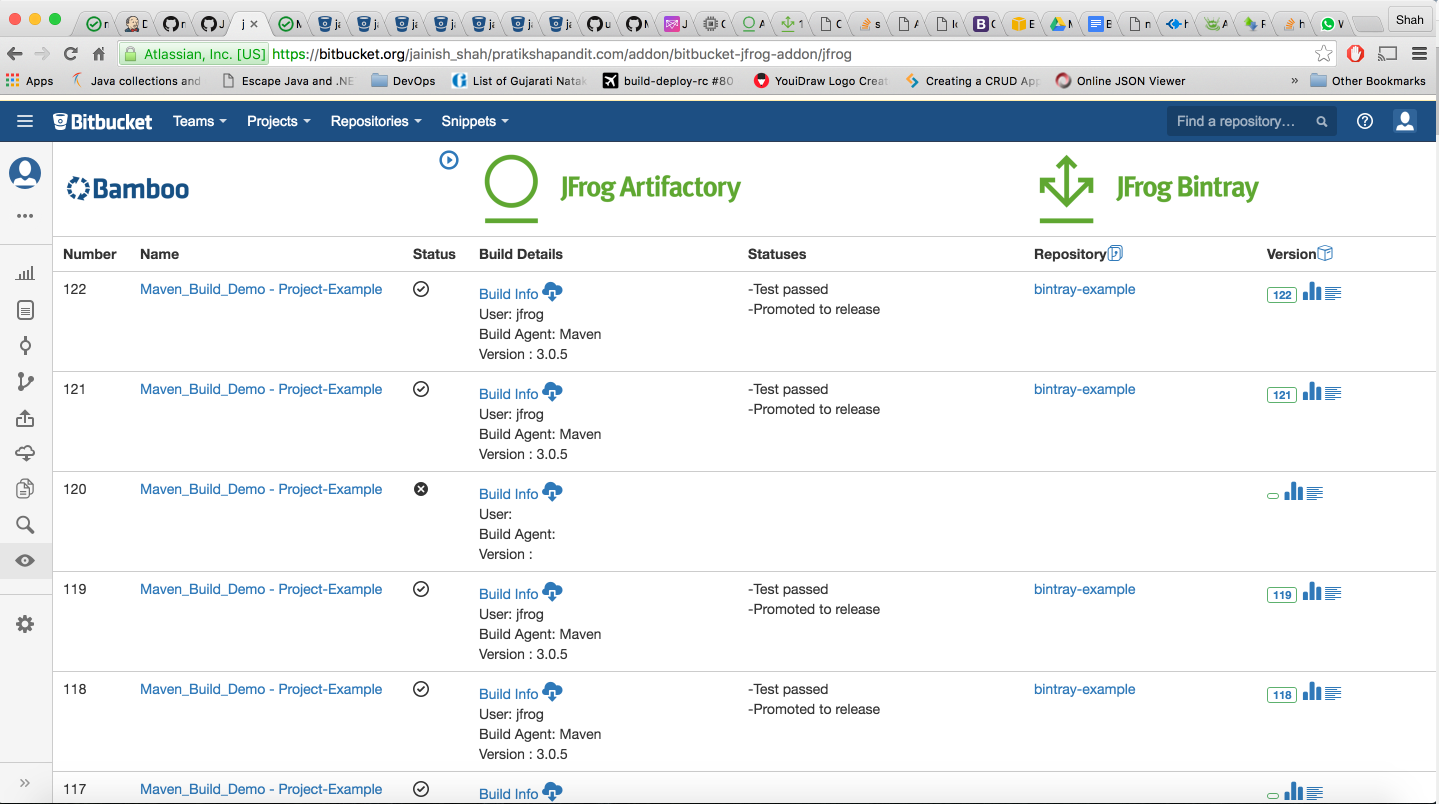 Shah
Atlassian, Inc. [US] https://bitbucket.org/jainish_shah/pratikshapandit.com/addon/bitbucket-jfrog-addon/jfrog
Apps Java collections and Escape Java and .NE DevOps List of Gujarati Natak build-deploy-rc #80 YouiDraw Logo Creat Creating a CRUD App Online JSON Viewer » Other Bookmarks
Bitbucket Teams Projects Repositories Snippets Find a repository...
Bamboo JFrog Artifactory JFrog Bintray
Number Name Status Build Details Statuses Repository Version
122 Maven_Build_Demo - Project-Example Build Info -Test passed bintray-example 122
User: jfrog -Promoted to release
Build Agent: Maven
Version : 3.0.5
121 Maven_Build_Demo - Project-Example Build Info -Test passed bintray-example 121
User: jfrog -Promoted to release
Build Agent: Maven
Version : 3.0.5
120 Maven_Build_Demo - Project-Example Build Info
User:
Build Agent:
Version :
119 Maven_Build_Demo - Project-Example Build Info -Test passed bintray-example 119
User: jfrog -Promoted to release
Build Agent: Maven
Version : 3.0.5
118 Maven_Build_Demo - Project-Example Build Info -Test passed bintray-example 118
User: jfrog -Promoted to release
Build Agent: Maven
Version : 3.0.5
117 Maven_Build_Demo - Project-Example Build Info